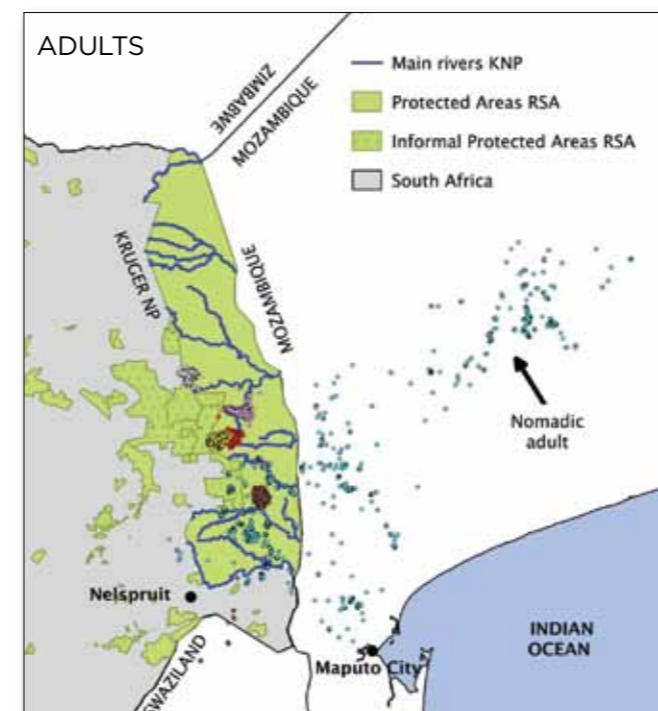 ADULTS
Main rivers KNP
Protected Areas RSA
Informal Protected Areas RSA
South Africa
ZIMBABWE
MOZAMBIQUE
KRUGER NP
MOZAMBIQUE
Nomadic
adult
Nelspruit
SWAZILAND
Maputo City
INDIAN
OCEAN